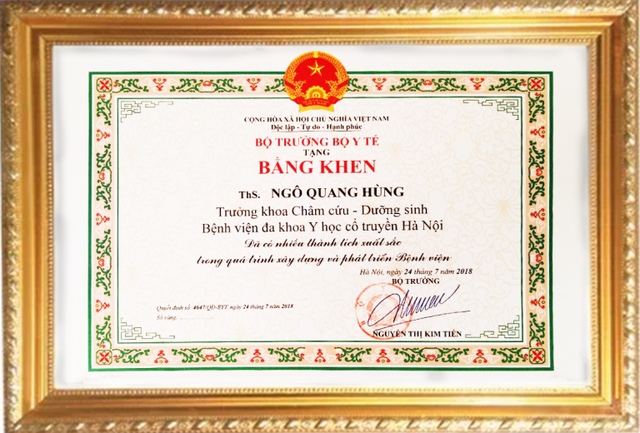 CỘNG HÒA XÃ HỘI CHỦ NGHĨA VIỆT NAM
Độc lập - Tự do - Hạnh phúc
BỘ TRƯỞNG BỘ Y TẾ
TẶNG
BẰNG KHEN
ThS. NGÔ QUANG HÙNG
Trưởng khoa Châm cứu - Dưỡng sinh
Bệnh viện đa khoa Y học cổ truyền Hà Nội
Đã có nhiều thành tích xuất sắc
trong quá trình xây dựng và phát triển Bệnh viện
Hà Nội, ngày 24 tháng 7 năm 2018
BỘ TRƯỞNG
Quyết định số: 4647/QĐ-BYT ngày 24 tháng 7 năm 2018
Số vàng....................
NGUYỄN THỊ KIM TIẾN